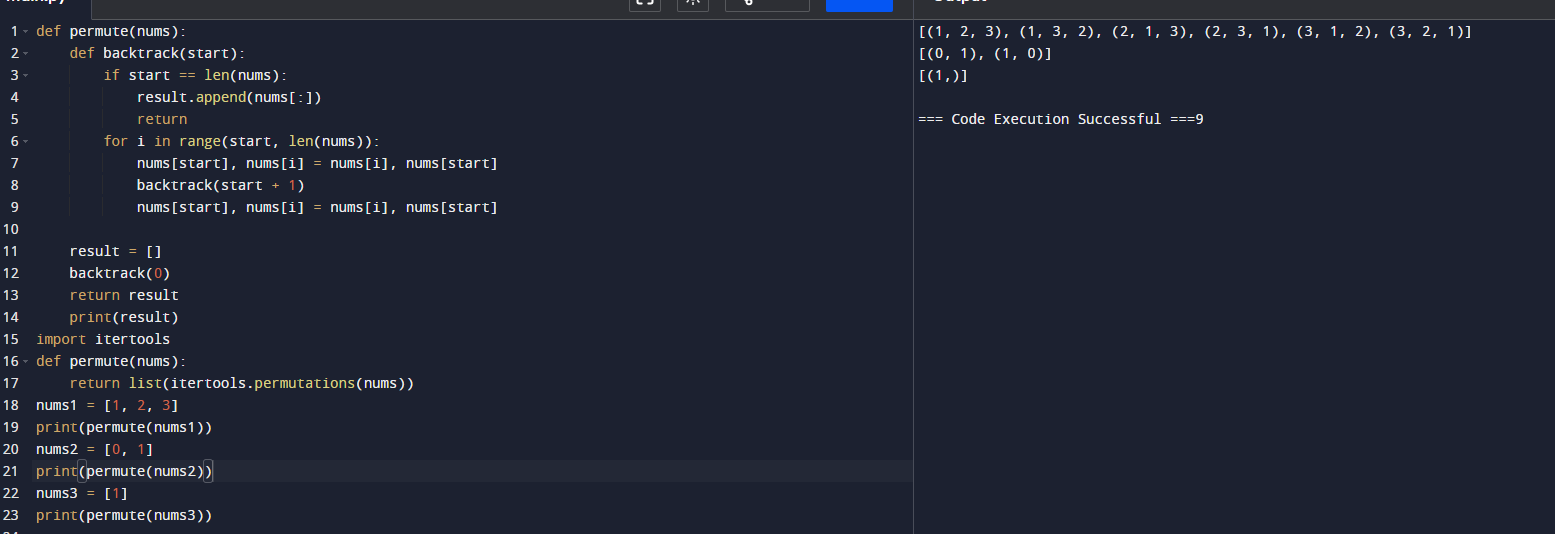 1 def permute(nums):
2     def backtrack(start):
3         if start == len(nums):
4             result.append(nums[:])
5             return
6         for i in range(start, len(nums)):
7             nums[start], nums[i] = nums[i], nums[start]
8             backtrack(start + 1)
9             nums[start], nums[i] = nums[i], nums[start]
10
11     result = []
12     backtrack(0)
13     return result
14     print(result)
15 import itertools
16 def permute(nums):
17     return list(itertools.permutations(nums))
18 nums1 = [1, 2, 3]
19 print(permute(nums1))
20 nums2 = [0, 1]
21 print(permute(nums2))
22 nums3 = [1]
23 print(permute(nums3))
[(1, 2, 3), (1, 3, 2), (2, 1, 3), (2, 3, 1), (3, 1, 2), (3, 2, 1)]
[(0, 1), (1, 0)]
[(1,)]
=== Code Execution Successful ===9